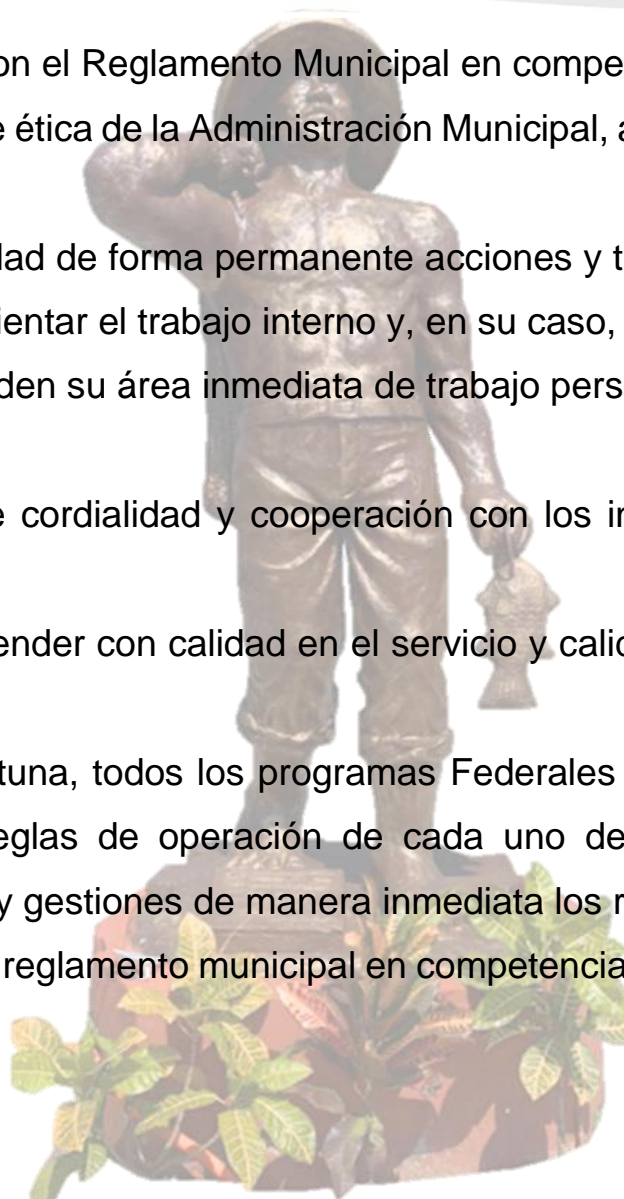 on el Reglamento Municipal en compe
e ética de la Administración Municipal, a
dad de forma permanente acciones y t
ientar el trabajo interno y, en su caso,
den su área inmediata de trabajo pers
e cordialidad y cooperación con los in
ender con calidad en el servicio y calid
tuna, todos los programas Federales
eglas de operación de cada uno de
y gestiones de manera inmediata los r
reglamento municipal en competencia